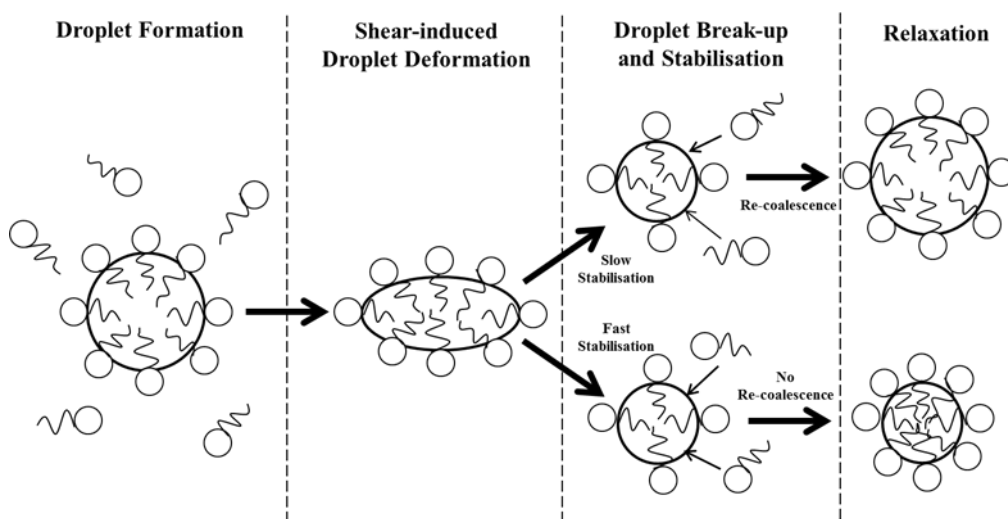 Droplet Formation
Shear-induced
Droplet Deformation
Droplet Break-up
and Stabilisation
Relaxation
Slow
Stabilisation
Re-coalescence
Fast
Stabilisation
No
Re-coalescence